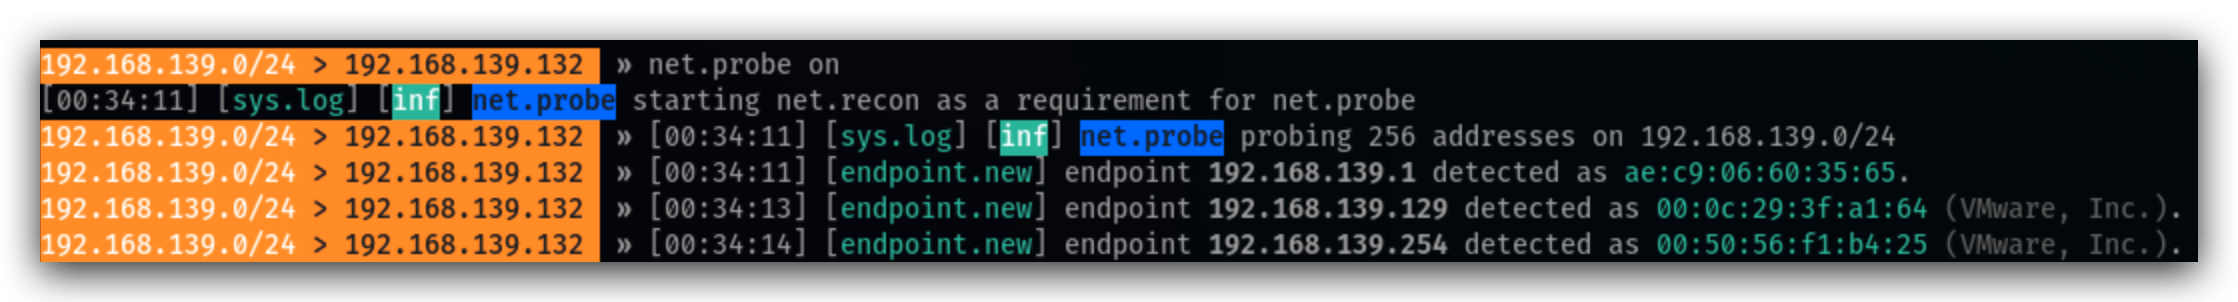 192.168.139.0/24 > 192.168.139.132 » net.probe on
[00:34:11] [sys.log] [inf] net.probe starting net.recon as a requirement for net.probe
192.168.139.0/24 > 192.168.139.132 » [00:34:11] [sys.log] [inf] net.probe probing 256 addresses on 192.168.139.0/24
192.168.139.0/24 > 192.168.139.132 » [00:34:11] [endpoint.new] endpoint 192.168.139.1 detected as ae:c9:06:60:35:65.
192.168.139.0/24 > 192.168.139.132 » [00:34:13] [endpoint.new] endpoint 192.168.139.129 detected as 00:0c:29:3f:a1:64 (VMware, Inc.).
192.168.139.0/24 > 192.168.139.132 » [00:34:14] [endpoint.new] endpoint 192.168.139.254 detected as 00:50:56:f1:b4:25 (VMware, Inc.).